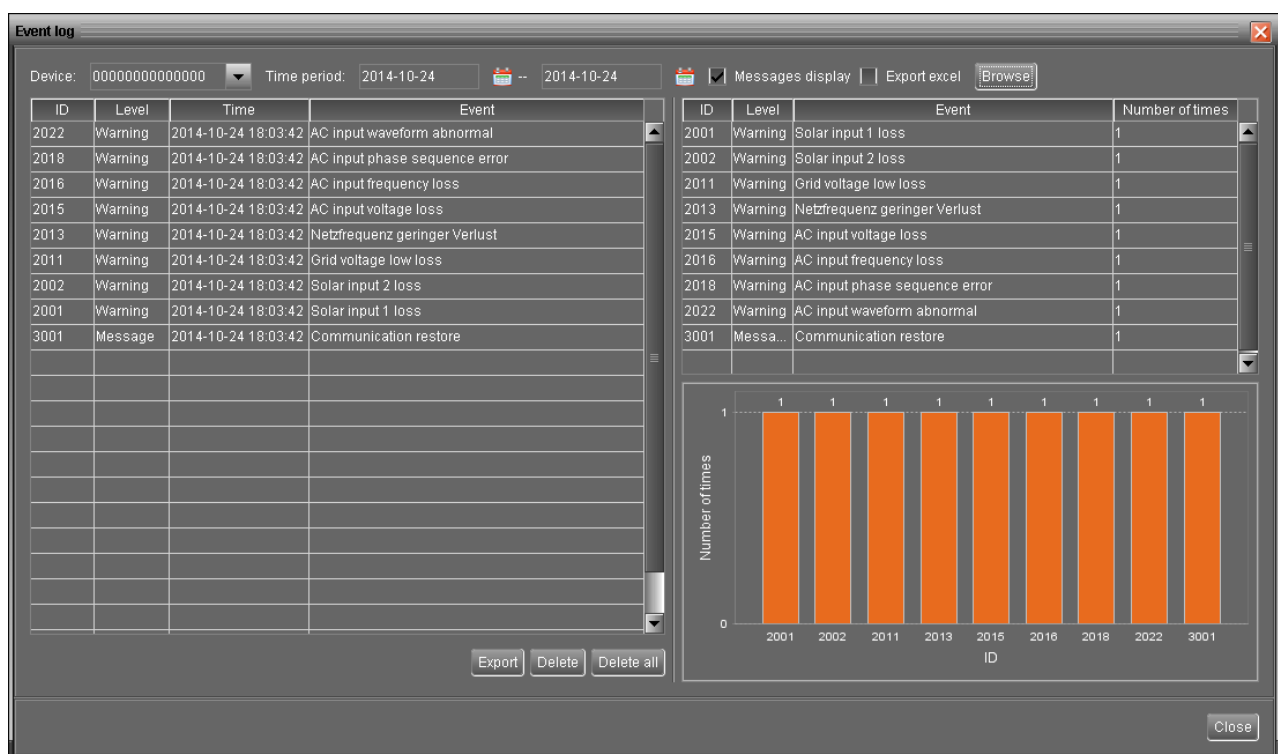 Event log
Device: 00000000000000 Time period: 2014-10-24 -- 2014-10-24 Messages display Export excel Browse
ID Level Time Event
2022 Warning 2014-10-24 18:03:42 AC input waveform abnormal
2018 Warning 2014-10-24 18:03:42 AC input phase sequence error
2016 Warning 2014-10-24 18:03:42 AC input frequency loss
2015 Warning 2014-10-24 18:03:42 AC input voltage loss
2013 Warning 2014-10-24 18:03:42 Netzfrequenz geringer Verlust
2011 Warning 2014-10-24 18:03:42 Grid voltage low loss
2002 Warning 2014-10-24 18:03:42 Solar input 2 loss
2001 Warning 2014-10-24 18:03:42 Solar input 1 loss
3001 Message 2014-10-24 18:03:42 Communication restore
Export Delete Delete all
ID Level Event Number of times
2001 Warning Solar input 1 loss 1
2002 Warning Solar input 2 loss 1
2011 Warning Grid voltage low loss 1
2013 Warning Netzfrequenz geringer Verlust 1
2015 Warning AC input voltage loss 1
2016 Warning AC input frequency loss 1
2018 Warning AC input phase sequence error 1
2022 Warning AC input waveform abnormal 1
3001 Messa... Communication restore 1
1 1 1 1 1 1 1 1 1
1
Number of times
0
2001 2002 2011 2013 2015 2016 2018 2022 3001
ID
Close